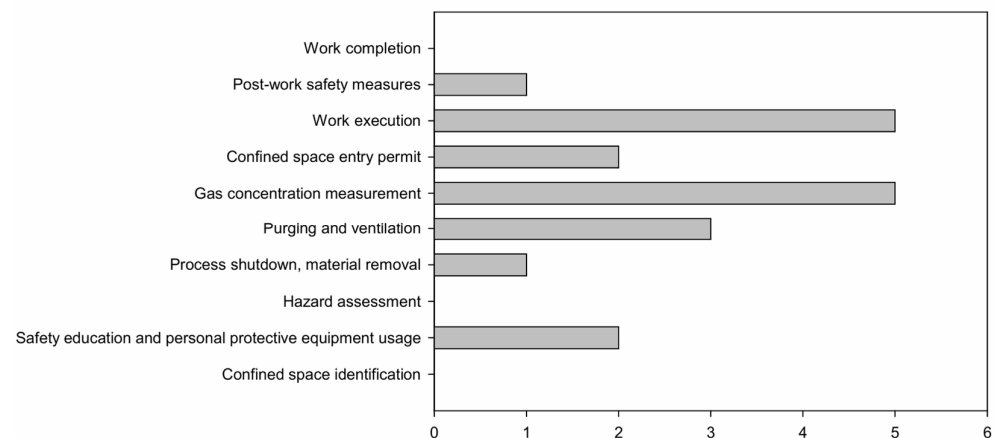 Work completion
Post-work safety measures
Work execution
Confined space entry permit
Gas concentration measurement
Purging and ventilation
Process shutdown, material removal
Hazard assessment
Safety education and personal protective equipment usage
Confined space identification
0 1 2 3 4 5 6